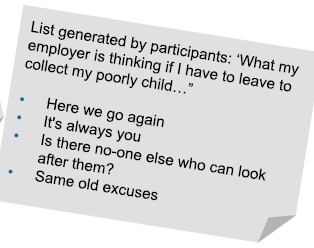 List generated by participants: ‘What my
employer is thinking if I have to leave to
collect my poorly child…”
• Here we go again
• It's always you
• Is there no-one else who can look
after them?
• Same old excuses